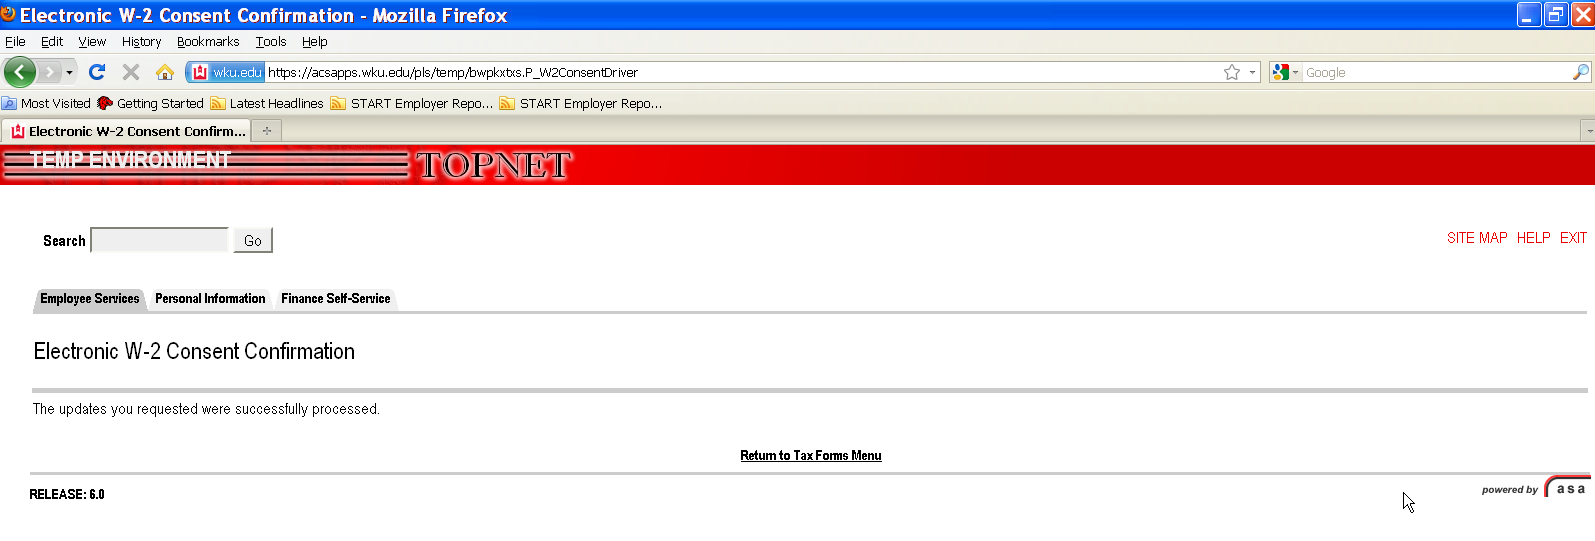 Electronic W-2 Consent Confirmation - Mozilla Firefox
File Edit View History Bookmarks Tools Help
wku.edu https://acsapps.wku.edu/pls/temp/bwpkxtxs.P_W2ConsentDriver Google
Most Visited Getting Started Latest Headlines START Employer Repo... START Employer Repo...
Electronic W-2 Consent Confirm...
TEMP ENVIRONMENT TOPNET
Search Go SITE MAP HELP EXIT
Employee Services Personal Information Finance Self-Service
Electronic W-2 Consent Confirmation
The updates you requested were successfully processed.
Return to Tax Forms Menu
RELEASE: 6.0 powered by asa